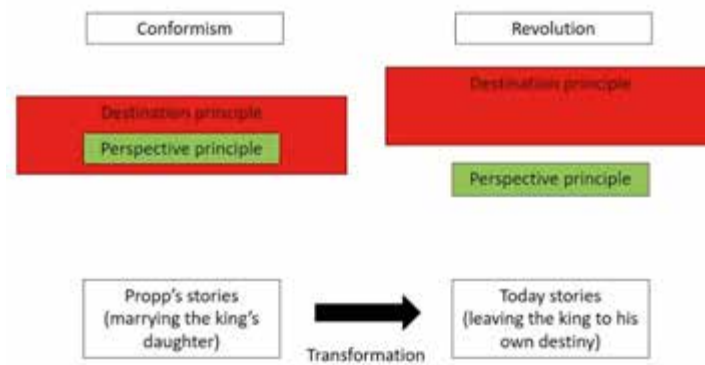 Conformism
Revolution
Destination principle
Perspective principle
Destination principle
Perspective principle
Propp's stories
(marrying the king's
daughter)
Transformation
Today stories
(leaving the king to his
own destiny)